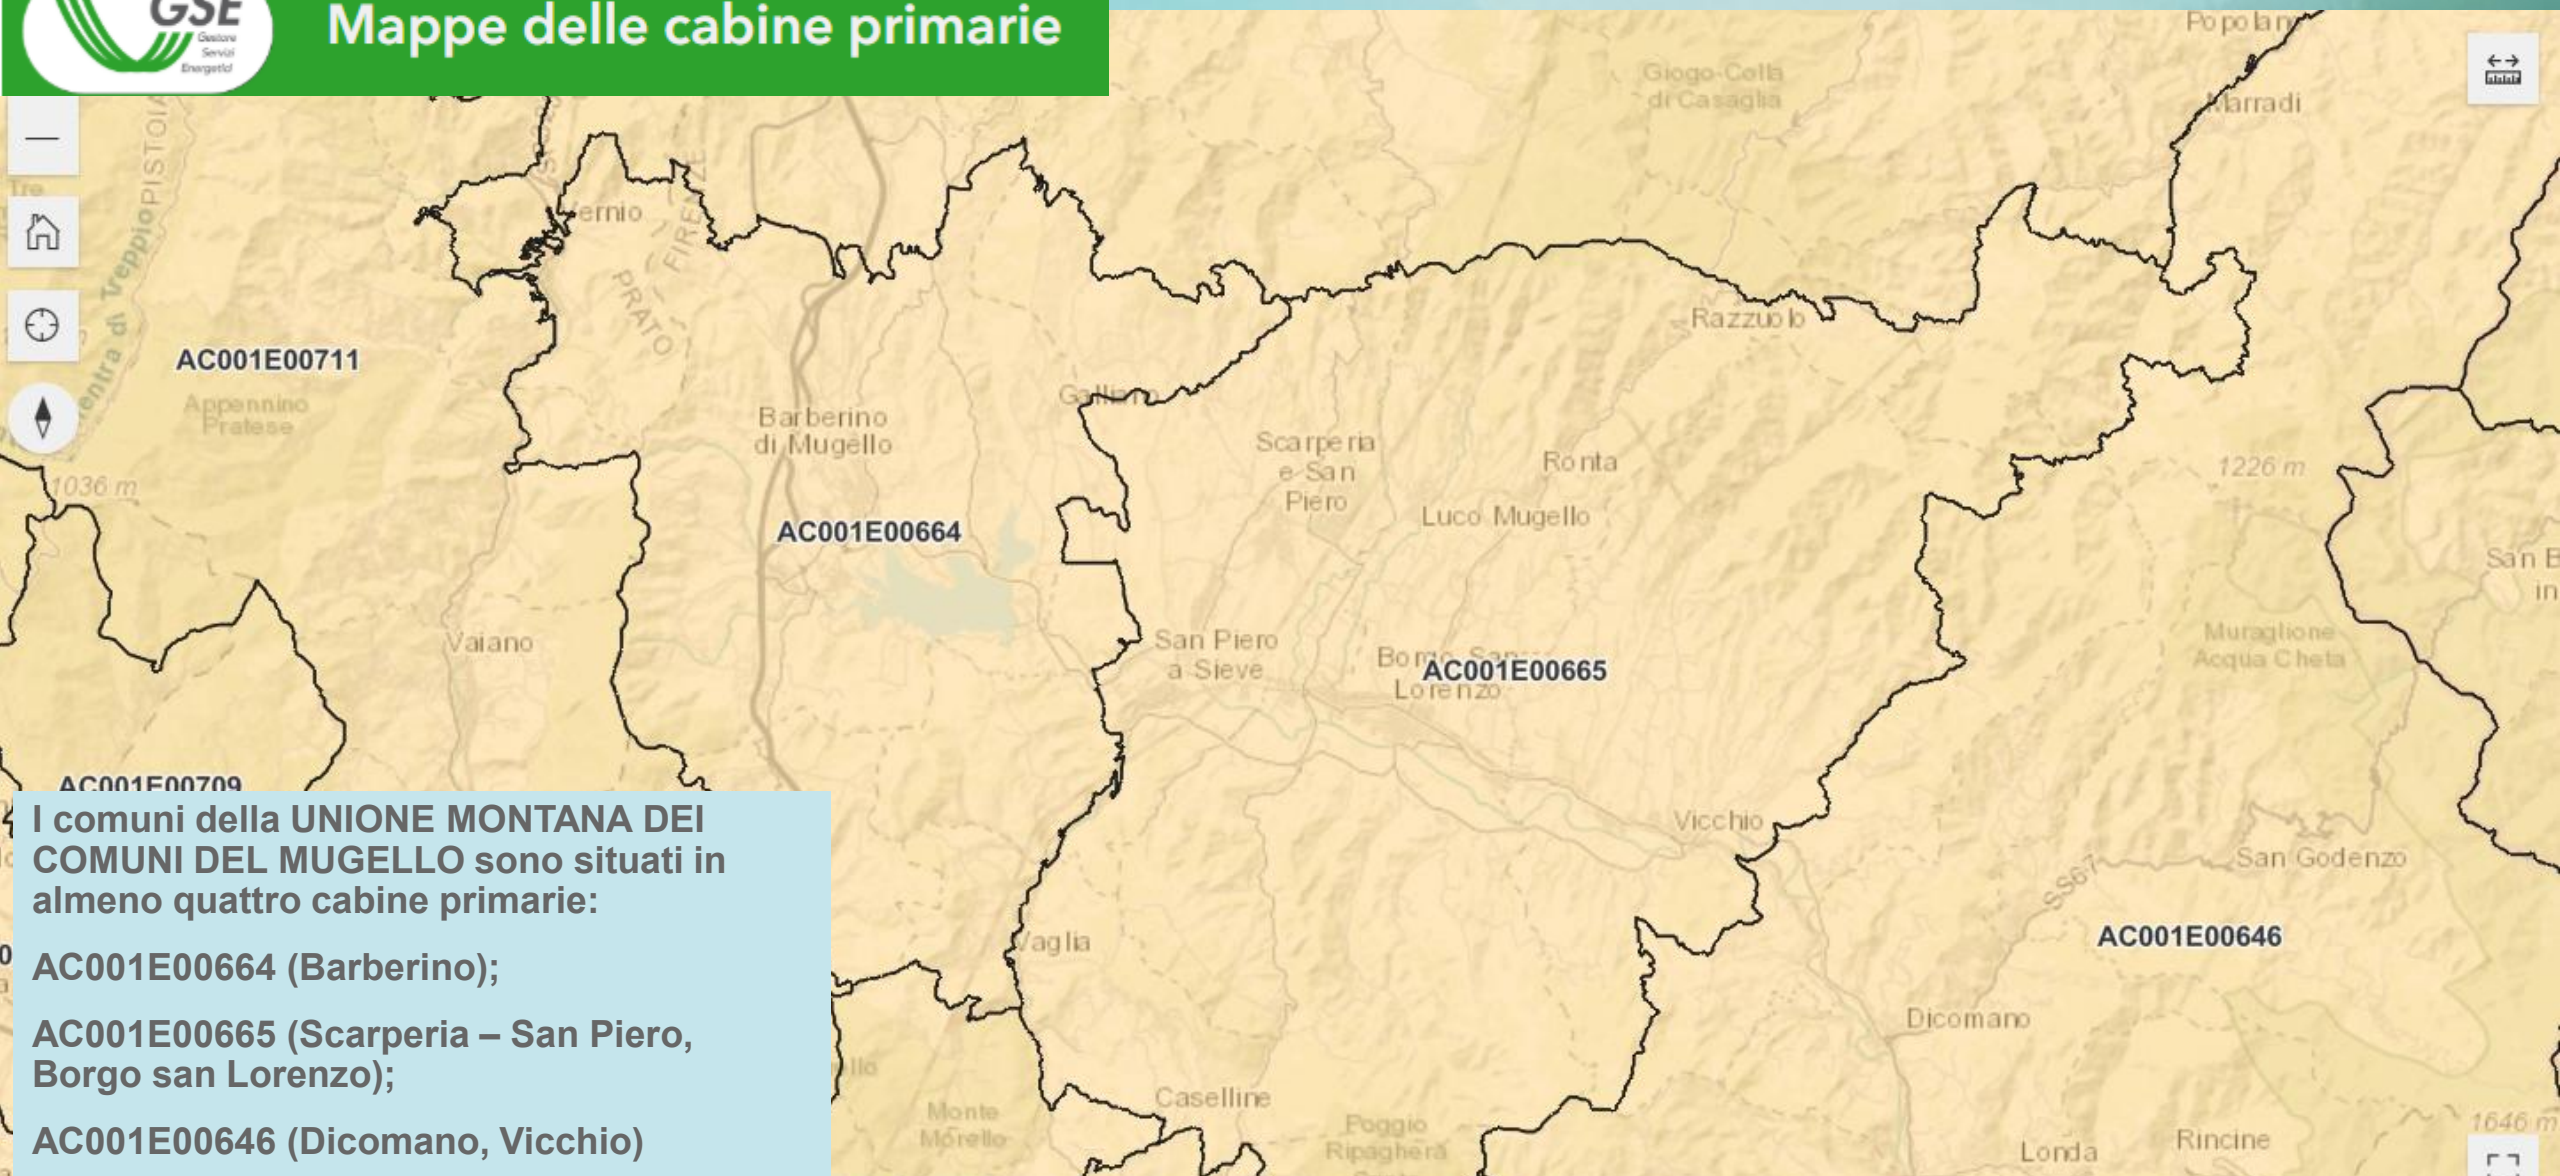 GSE
Gestore
Servizi
Energetici
Mappe delle cabine primarie
Popolano
Giogo-Colla
di Casaglia
Marradi
PISTOIA
Tre
FIRENZE
PRATO
Razzuolo
AC001E00711
Appennino
Pratese
Barberino
di Mugello
Galliano
Scarperia
e San
Piero
Ronta
1226 m
1036 m
Luco Mugello
AC001E00664
Vaiano
San Piero
a Sieve
AC001E00665
Lorenzo
Muraglione
Acqua Cheta
AC001E00709
Vicchio
San Godenzo
SS67
AC001E00646
Vaglia
Dicomano
Caselline
Monte
Morello
Poggio
Ripaghera
Londa
Rincine
1646 m
I comuni della UNIONE MONTANA DEI
COMUNI DEL MUGELLO sono situati in
almeno quattro cabine primarie:
AC001E00664 (Barberino);
AC001E00665 (Scarperia – San Piero,
Borgo san Lorenzo);
AC001E00646 (Dicomano, Vicchio)